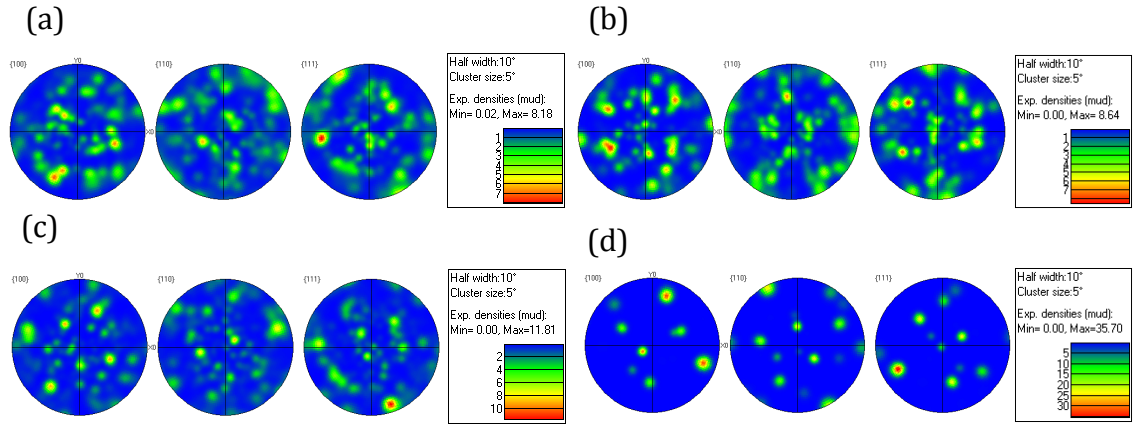 (a)
{100}
Y0
{110}
{111}
X0
Half width:10°
Cluster size:5°
Exp. densities (mud):
Min= 0.02, Max= 8.18
1
2
3
4
5
6
7
(b)
{100}
Y0
{110}
{111}
X0
Half width:10°
Cluster size:5°
Exp. densities (mud):
Min= 0.00, Max= 8.64
1
2
3
4
5
6
7
(c)
{100}
Y0
{110}
{111}
X0
Half width:10°
Cluster size:5°
Exp. densities (mud):
Min= 0.00, Max=11.81
2
4
6
8
10
(d)
{100}
Y0
{110}
{111}
X0
Half width:10°
Cluster size:5°
Exp. densities (mud):
Min= 0.00, Max=35.70
5
10
15
20
25
30